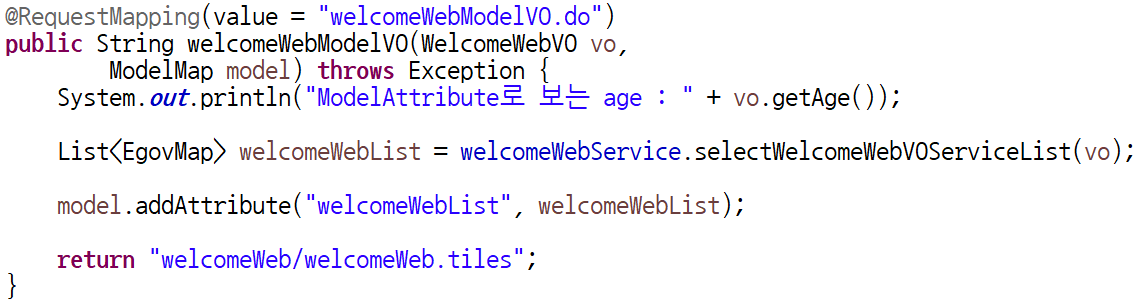 @RequestMapping(value = "welcomeWebModelVO.do")
public String welcomeWebModelVO(WelcomeWebVO vo,
        ModelMap model) throws Exception {
    System.out.println("ModelAttribute로 보는 age : " + vo.getAge());

    List<EgovMap> welcomeWebList = welcomeWebService.selectWelcomeWebVOServiceList(vo);

    model.addAttribute("welcomeWebList", welcomeWebList);

    return "welcomeWeb/welcomeWeb.tiles";
}